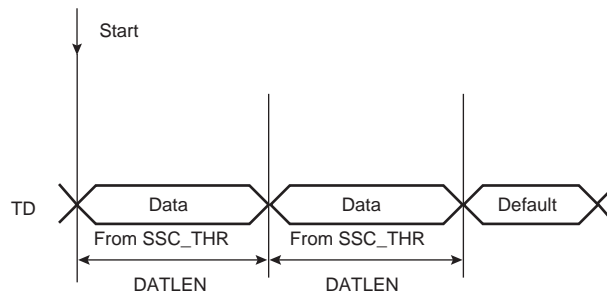 Start
TD Data Data Default
From SSC_THR From SSC_THR
DATLEN DATLEN